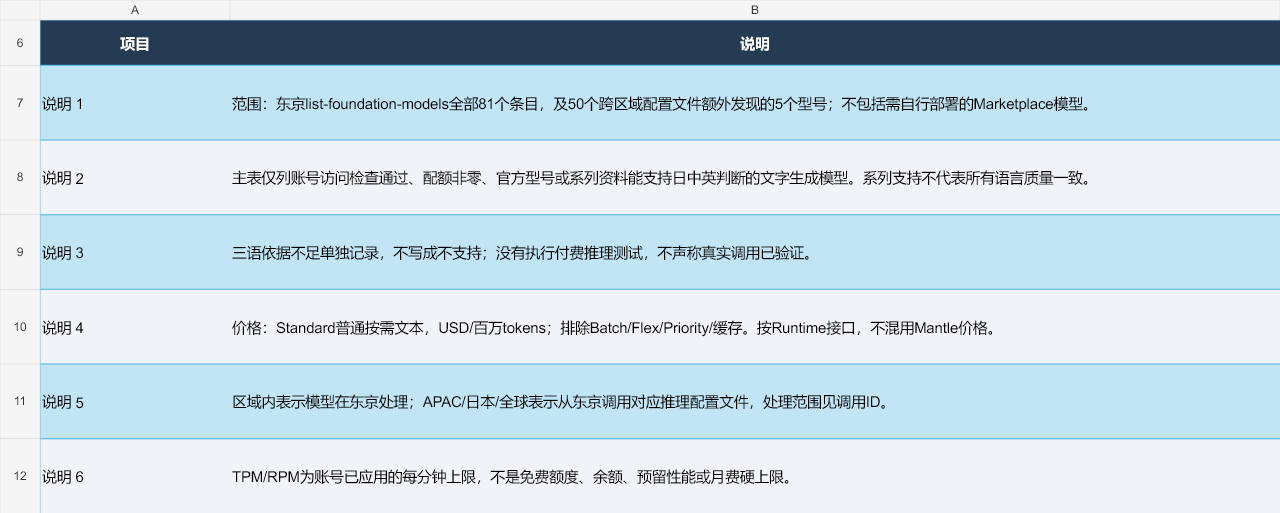 A B
6 项目 说明
7 说明 1 范围：东京list-foundation-models全部81个条目，及50个跨区域配置文件额外发现的5个型号；不包括需自行部署的Marketplace模型。
8 说明 2 主表仅列账号访问检查通过、配额非零、官方型号或系列资料能支持日中英判断的文字生成模型。系列支持不代表所有语言质量一致。
9 说明 3 三语依据不足单独记录，不写成不支持；没有执行付费推理测试，不声称真实调用已验证。
10 说明 4 价格：Standard普通按需文本，USD/百万tokens；排除Batch/Flex/Priority/缓存。按Runtime接口，不混用Mantle价格。
11 说明 5 区域内表示模型在东京处理；APAC/日本/全球表示从东京调用对应推理配置文件，处理范围见调用ID。
12 说明 6 TPM/RPM为账号已应用的每分钟上限，不是免费额度、余额、预留性能或月费硬上限。